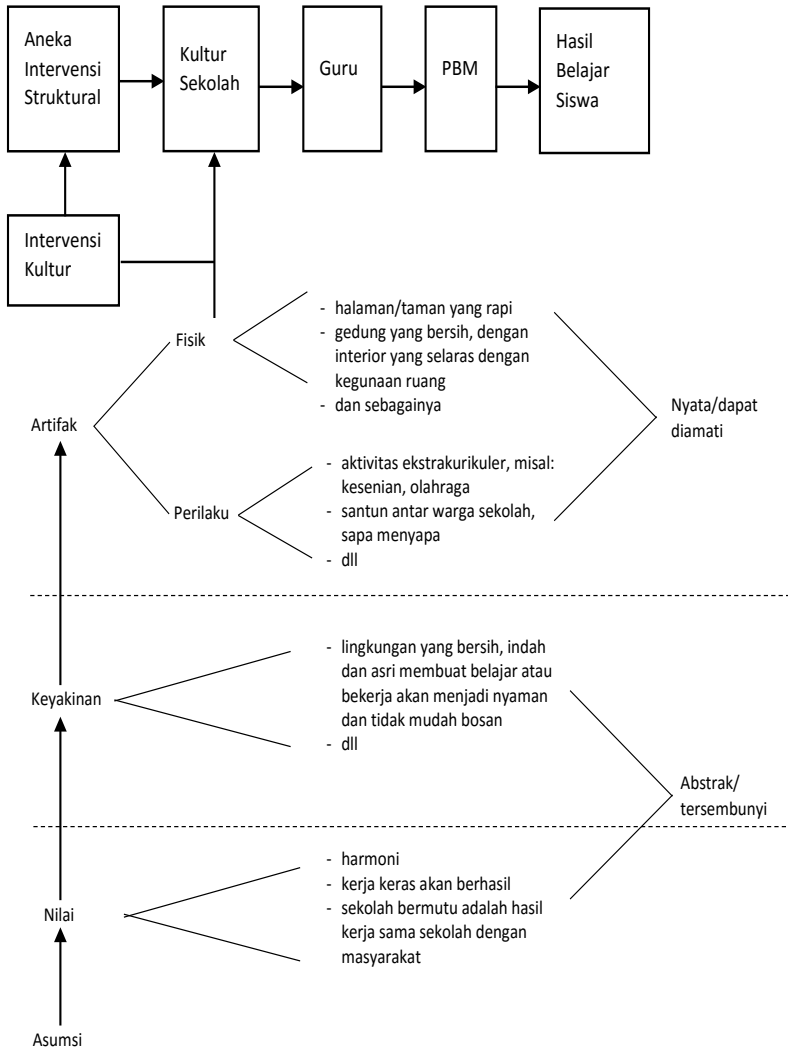 Aneka
Intervensi
Struktural
Kultur
Sekolah
Guru
PBM
Hasil
Belajar
Siswa
Intervensi
Kultur
Fisik
- halaman/taman yang rapi
- gedung yang bersih, dengan
interior yang selaras dengan
kegunaan ruang
- dan sebagainya
Artifak
Nyata/dapat
diamati
Perilaku
- aktivitas ekstrakurikuler, misal:
kesenian, olahraga
- santun antar warga sekolah,
sapa menyapa
- dll
Keyakinan
- lingkungan yang bersih, indah
dan asri membuat belajar atau
bekerja akan menjadi nyaman
dan tidak mudah bosan
- dll
Abstrak/
tersembunyi
Nilai
- harmoni
- kerja keras akan berhasil
- sekolah bermutu adalah hasil
kerja sama sekolah dengan
masyarakat
Asumsi